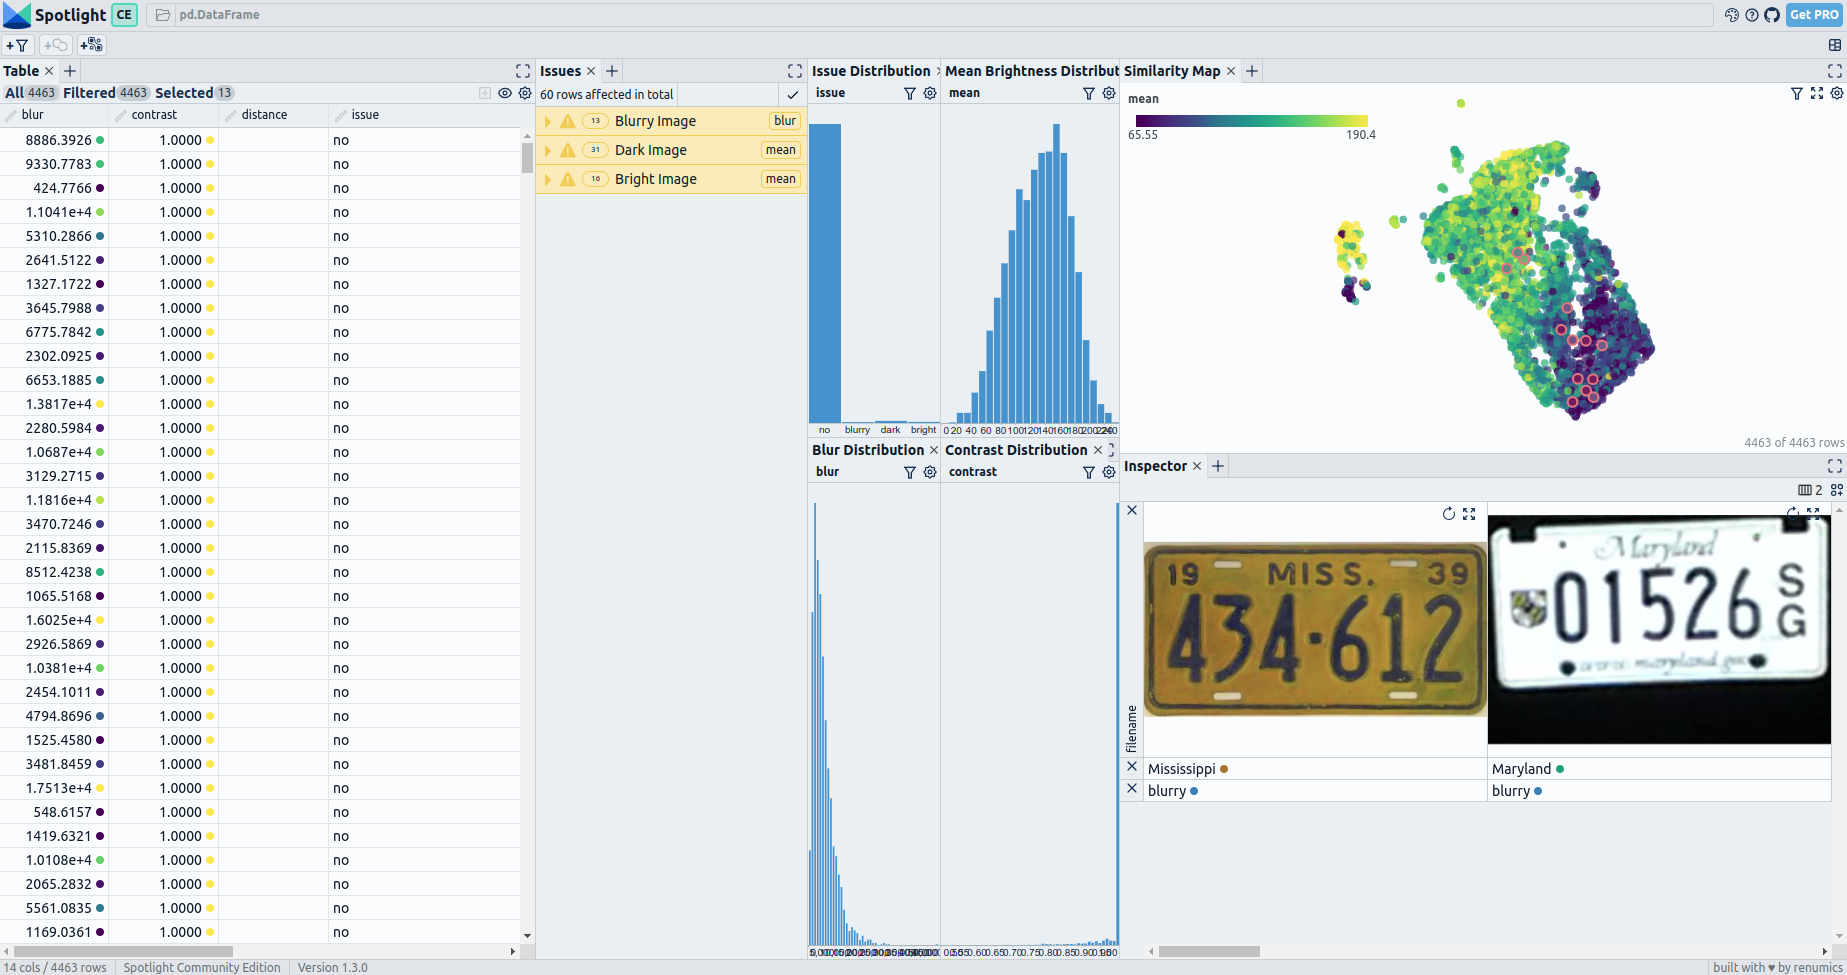 Spotlight CE pd.DataFrame Get PRO
Table
All 4463 Filtered 4463 Selected 13
blur contrast distance issue
8886.3926 1.0000 no
9330.7783 1.0000 no
424.7766 1.0000 no
1.1041e+4 1.0000 no
5310.2866 1.0000 no
2641.5122 1.0000 no
1327.1722 1.0000 no
3645.7988 1.0000 no
6775.7842 1.0000 no
2302.0925 1.0000 no
6653.1885 1.0000 no
1.3817e+4 1.0000 no
2280.5984 1.0000 no
1.0687e+4 1.0000 no
3129.2715 1.0000 no
1.1816e+4 1.0000 no
3470.7246 1.0000 no
2115.8369 1.0000 no
8512.4238 1.0000 no
1065.5168 1.0000 no
1.6025e+4 1.0000 no
2926.5869 1.0000 no
1.0381e+4 1.0000 no
2454.1011 1.0000 no
4794.8696 1.0000 no
1525.4580 1.0000 no
3481.8459 1.0000 no
1.7513e+4 1.0000 no
548.6157 1.0000 no
1419.6321 1.0000 no
1.0108e+4 1.0000 no
2065.2832 1.0000 no
5561.0835 1.0000 no
1169.0361 1.0000 no
Issues
60 rows affected in total
13 Blurry Image blur
31 Dark Image mean
16 Bright Image mean
Issue Distribution
issue
no blurry dark bright
Mean Brightness Distribut
mean
0 20 40 60 80 100 120 140 160 180
Blur Distribution
blur
Contrast Distribution
contrast
Similarity Map
mean
65.55 190.4
4463 of 4463 rows
Inspector
2
filename
19 MISS. 39
434·612
Maryland
01526 SG
Mississippi
Maryland
blurry
blurry
14 cols / 4463 rows Spotlight Community Edition Version 1.3.0
built with ♥ by renumics